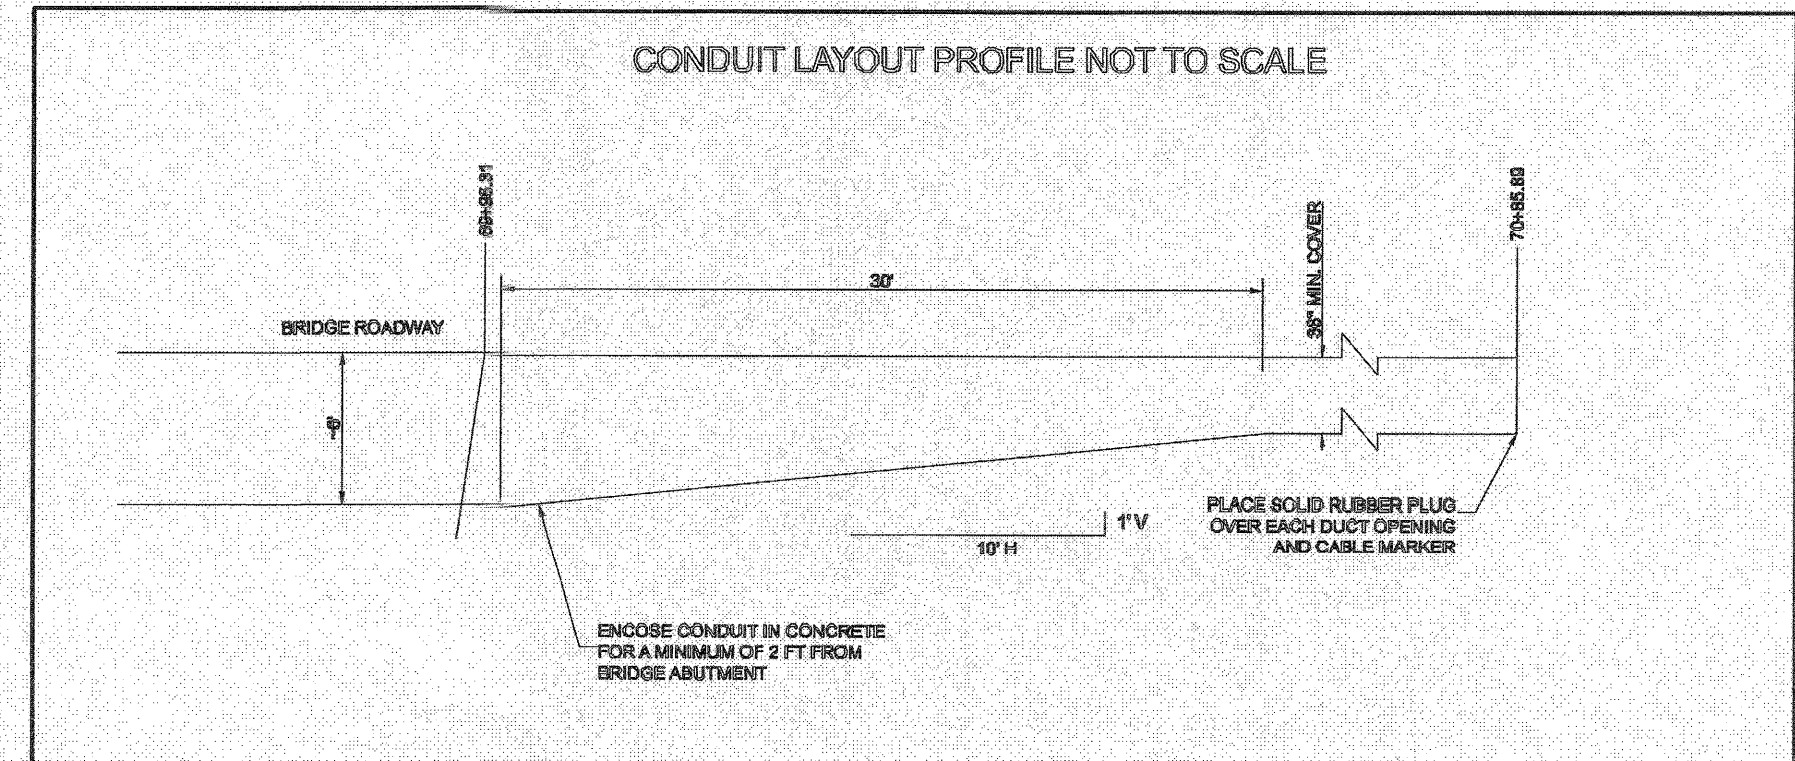 CONDUIT LAYOUT PROFILE NOT TO SCALE
70+85.89
36" MIN. COVER
30'
BRIDGE ROADWAY
~6'
1' V
10' H
PLACE SOLID RUBBER PLUG
OVER EACH DUCT OPENING
AND CABLE MARKER
ENCOSE CONDUIT IN CONCRETE
FOR A MINIMUM OF 2 FT FROM
BRIDGE ABUTMENT